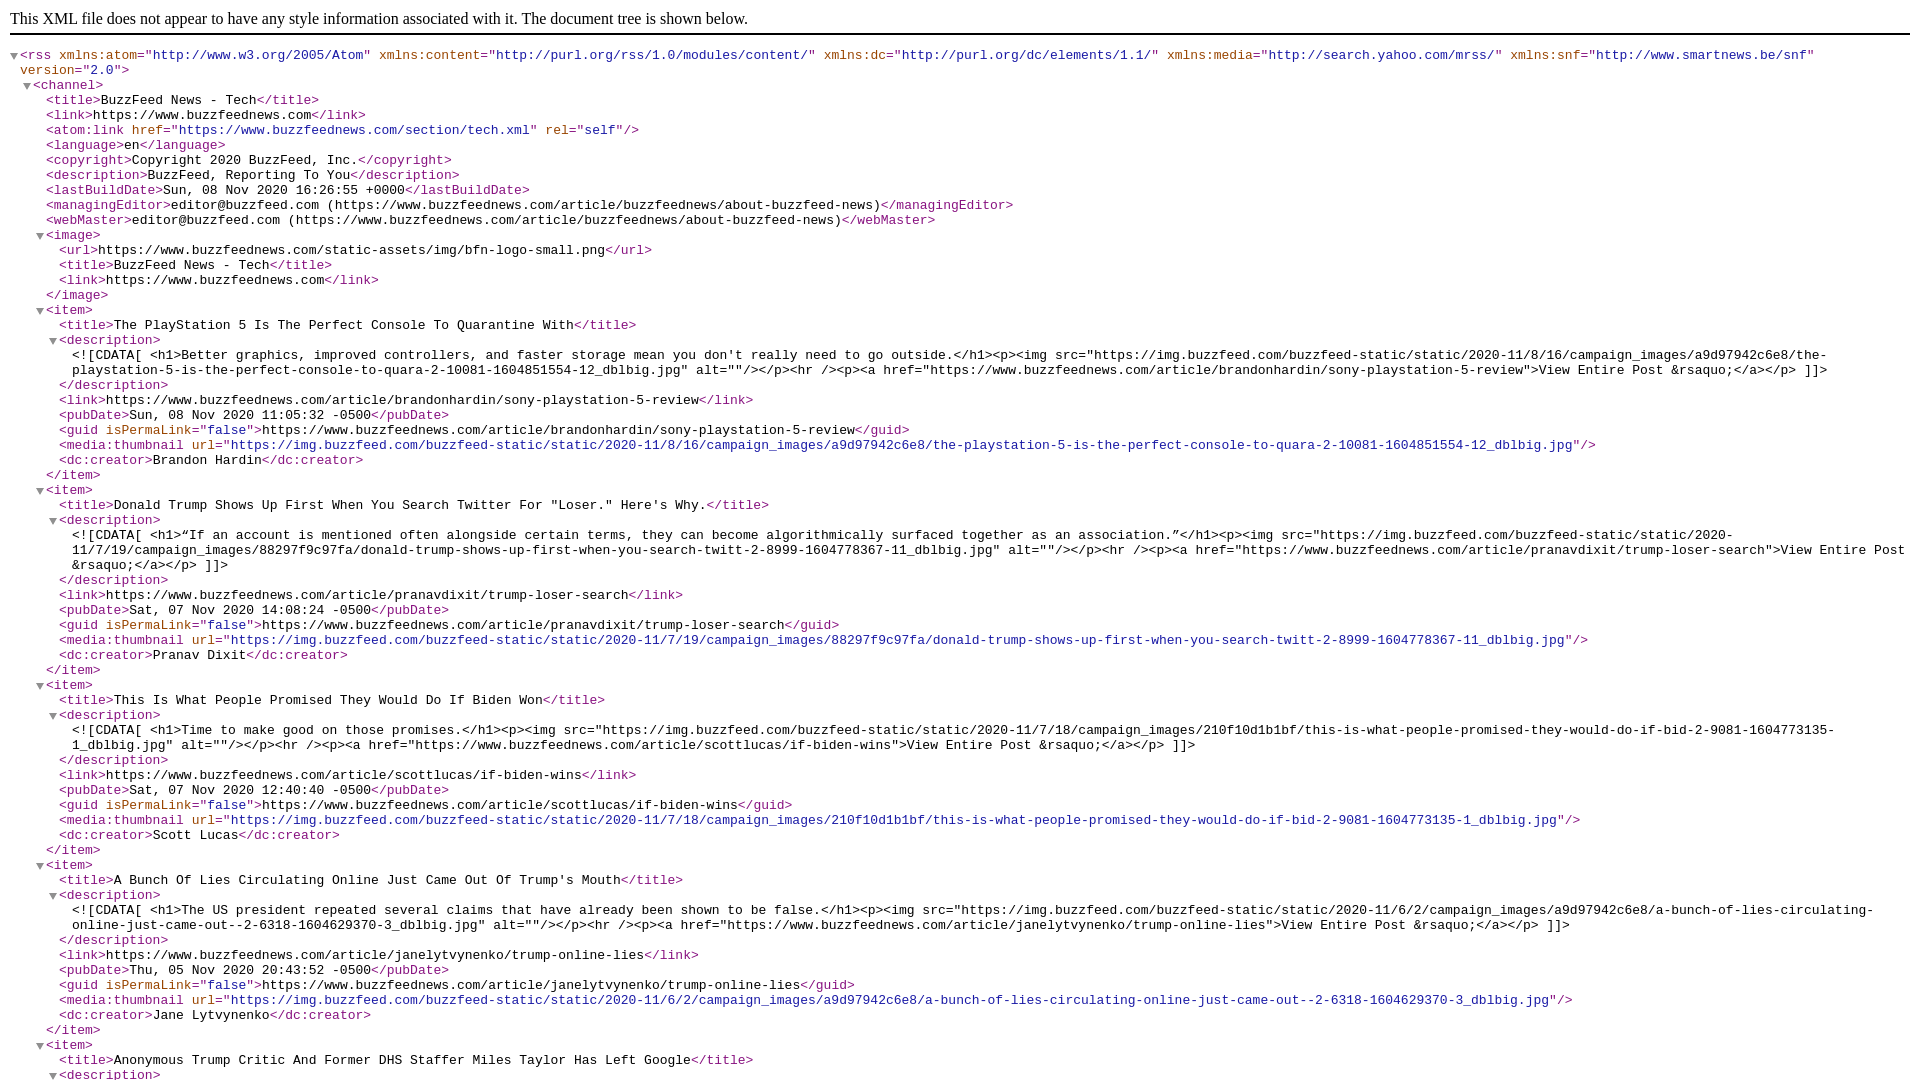 This XML file does not appear to have any style information associated with it. The document tree is shown below.
<rss xmlns:atom="http://www.w3.org/2005/Atom" xmlns:content="http://purl.org/rss/1.0/modules/content/" xmlns:dc="http://purl.org/dc/elements/1.1/" xmlns:media="http://search.yahoo.com/mrss/" xmlns:snf="http://www.smartnews.be/snf"
version="2.0">
<channel>
<title>BuzzFeed News - Tech</title>
<link>https://www.buzzfeednews.com</link>
<atom:link href="https://www.buzzfeednews.com/section/tech.xml" rel="self"/>
<language>en</language>
<copyright>Copyright 2020 BuzzFeed, Inc.</copyright>
<description>BuzzFeed, Reporting To You</description>
<lastBuildDate>Sun, 08 Nov 2020 16:26:55 +0000</lastBuildDate>
<managingEditor>editor@buzzfeed.com (https://www.buzzfeednews.com/article/buzzfeednews/about-buzzfeed-news)</managingEditor>
<webMaster>editor@buzzfeed.com (https://www.buzzfeednews.com/article/buzzfeednews/about-buzzfeed-news)</webMaster>
<image>
<url>https://www.buzzfeednews.com/static-assets/img/bfn-logo-small.png</url>
<title>BuzzFeed News - Tech</title>
<link>https://www.buzzfeednews.com</link>
</image>
<item>
<title>The PlayStation 5 Is The Perfect Console To Quarantine With</title>
<description>
<![CDATA[ <h1>Better graphics, improved controllers, and faster storage mean you don't really need to go outside.</h1><p><img src="https://img.buzzfeed.com/buzzfeed-static/static/2020-11/8/16/campaign_images/a9d97942c6e8/the-
playstation-5-is-the-perfect-console-to-quara-2-10081-1604851554-12_dblbig.jpg" alt=""/></p><hr /><p><a href="https://www.buzzfeednews.com/article/brandonhardin/sony-playstation-5-review">View Entire Post &rsaquo;</a></p> ]]>
</description>
<link>https://www.buzzfeednews.com/article/brandonhardin/sony-playstation-5-review</link>
<pubDate>Sun, 08 Nov 2020 11:05:32 -0500</pubDate>
<guid isPermaLink="false">https://www.buzzfeednews.com/article/brandonhardin/sony-playstation-5-review</guid>
<media:thumbnail url="https://img.buzzfeed.com/buzzfeed-static/static/2020-11/8/16/campaign_images/a9d97942c6e8/the-playstation-5-is-the-perfect-console-to-quara-2-10081-1604851554-12_dblbig.jpg"/>
<dc:creator>Brandon Hardin</dc:creator>
</item>
<item>
<title>Donald Trump Shows Up First When You Search Twitter For "Loser." Here's Why.</title>
<description>
<![CDATA[ <h1>“If an account is mentioned often alongside certain terms, they can become algorithmically surfaced together as an association.”</h1><p><img src="https://img.buzzfeed.com/buzzfeed-static/static/2020-
11/7/19/campaign_images/88297f9c97fa/donald-trump-shows-up-first-when-you-search-twitt-2-8999-1604778367-11_dblbig.jpg" alt=""/></p><hr /><p><a href="https://www.buzzfeednews.com/article/pranavdixit/trump-loser-search">View Entire Post
&rsaquo;</a></p> ]]>
</description>
<link>https://www.buzzfeednews.com/article/pranavdixit/trump-loser-search</link>
<pubDate>Sat, 07 Nov 2020 14:08:24 -0500</pubDate>
<guid isPermaLink="false">https://www.buzzfeednews.com/article/pranavdixit/trump-loser-search</guid>
<media:thumbnail url="https://img.buzzfeed.com/buzzfeed-static/static/2020-11/7/19/campaign_images/88297f9c97fa/donald-trump-shows-up-first-when-you-search-twitt-2-8999-1604778367-11_dblbig.jpg"/>
<dc:creator>Pranav Dixit</dc:creator>
</item>
<item>
<title>This Is What People Promised They Would Do If Biden Won</title>
<description>
<![CDATA[ <h1>Time to make good on those promises.</h1><p><img src="https://img.buzzfeed.com/buzzfeed-static/static/2020-11/7/18/campaign_images/210f10d1b1bf/this-is-what-people-promised-they-would-do-if-bid-2-9081-1604773135-
1_dblbig.jpg" alt=""/></p><hr /><p><a href="https://www.buzzfeednews.com/article/scottlucas/if-biden-wins">View Entire Post &rsaquo;</a></p> ]]>
</description>
<link>https://www.buzzfeednews.com/article/scottlucas/if-biden-wins</link>
<pubDate>Sat, 07 Nov 2020 12:40:40 -0500</pubDate>
<guid isPermaLink="false">https://www.buzzfeednews.com/article/scottlucas/if-biden-wins</guid>
<media:thumbnail url="https://img.buzzfeed.com/buzzfeed-static/static/2020-11/7/18/campaign_images/210f10d1b1bf/this-is-what-people-promised-they-would-do-if-bid-2-9081-1604773135-1_dblbig.jpg"/>
<dc:creator>Scott Lucas</dc:creator>
</item>
<item>
<title>A Bunch Of Lies Circulating Online Just Came Out Of Trump's Mouth</title>
<description>
<![CDATA[ <h1>The US president repeated several claims that have already been shown to be false.</h1><p><img src="https://img.buzzfeed.com/buzzfeed-static/static/2020-11/6/2/campaign_images/a9d97942c6e8/a-bunch-of-lies-circulating-
online-just-came-out--2-6318-1604629370-3_dblbig.jpg" alt=""/></p><hr /><p><a href="https://www.buzzfeednews.com/article/janelytvynenko/trump-online-lies">View Entire Post &rsaquo;</a></p> ]]>
</description>
<link>https://www.buzzfeednews.com/article/janelytvynenko/trump-online-lies</link>
<pubDate>Thu, 05 Nov 2020 20:43:52 -0500</pubDate>
<guid isPermaLink="false">https://www.buzzfeednews.com/article/janelytvynenko/trump-online-lies</guid>
<media:thumbnail url="https://img.buzzfeed.com/buzzfeed-static/static/2020-11/6/2/campaign_images/a9d97942c6e8/a-bunch-of-lies-circulating-online-just-came-out--2-6318-1604629370-3_dblbig.jpg"/>
<dc:creator>Jane Lytvynenko</dc:creator>
</item>
<item>
<title>Anonymous Trump Critic And Former DHS Staffer Miles Taylor Has Left Google</title>
<description>